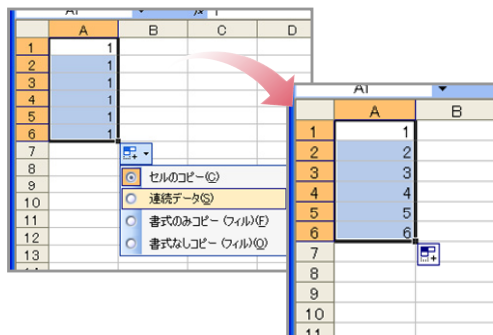 A1
fx 1
A B C D
1 1
2 1
3 1
4 1
5 1
6 1
7
8
9
10
11
12
13
セルのコピー(C)
連続データ(S)
書式のみコピー (フィル)(F)
書式なしコピー (フィル)(O)
A1
A B
1 1
2 2
3 3
4 4
5 5
6 6
7
8
9
10
11